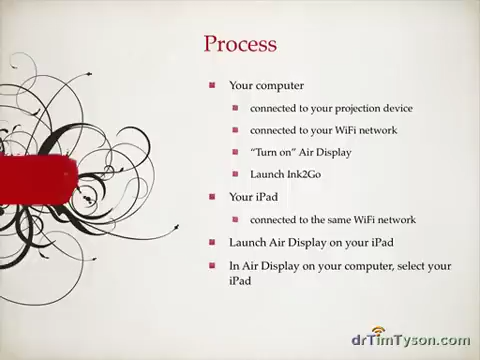 Process
Your computer
connected to your projection device
connected to your WiFi network
“Turn on” Air Display
Launch Ink2Go
Your iPad
connected to the same WiFi network
Launch Air Display on your iPad
In Air Display on your computer, select your
iPad
drTimTyson.com